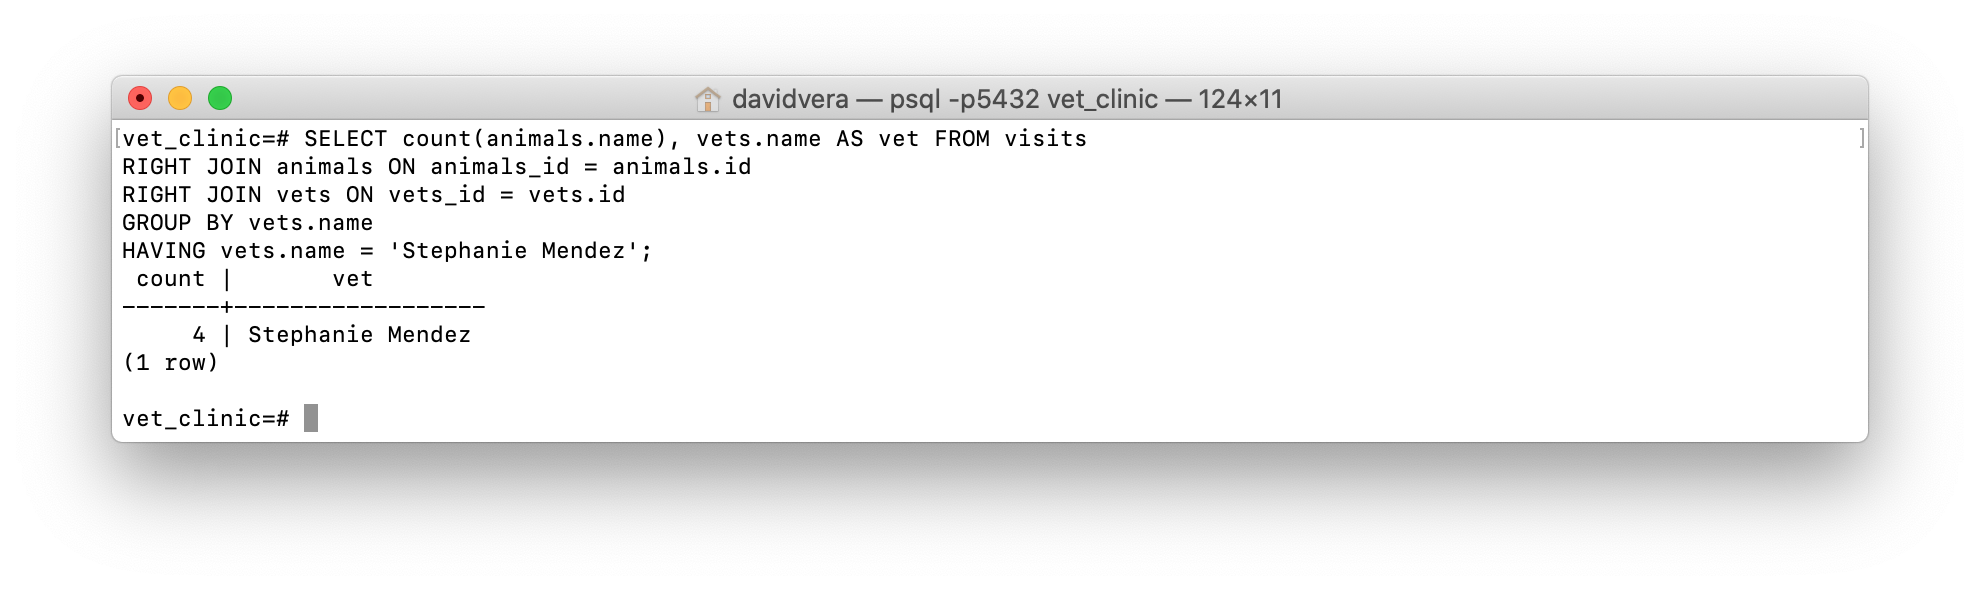 davidvera — psql -p5432 vet_clinic — 124×11
[vet_clinic=# SELECT count(animals.name), vets.name AS vet FROM visits ]
RIGHT JOIN animals ON animals_id = animals.id
RIGHT JOIN vets ON vets_id = vets.id
GROUP BY vets.name
HAVING vets.name = 'Stephanie Mendez';
 count |       vet
-------+------------------
     4 | Stephanie Mendez
(1 row)
vet_clinic=#